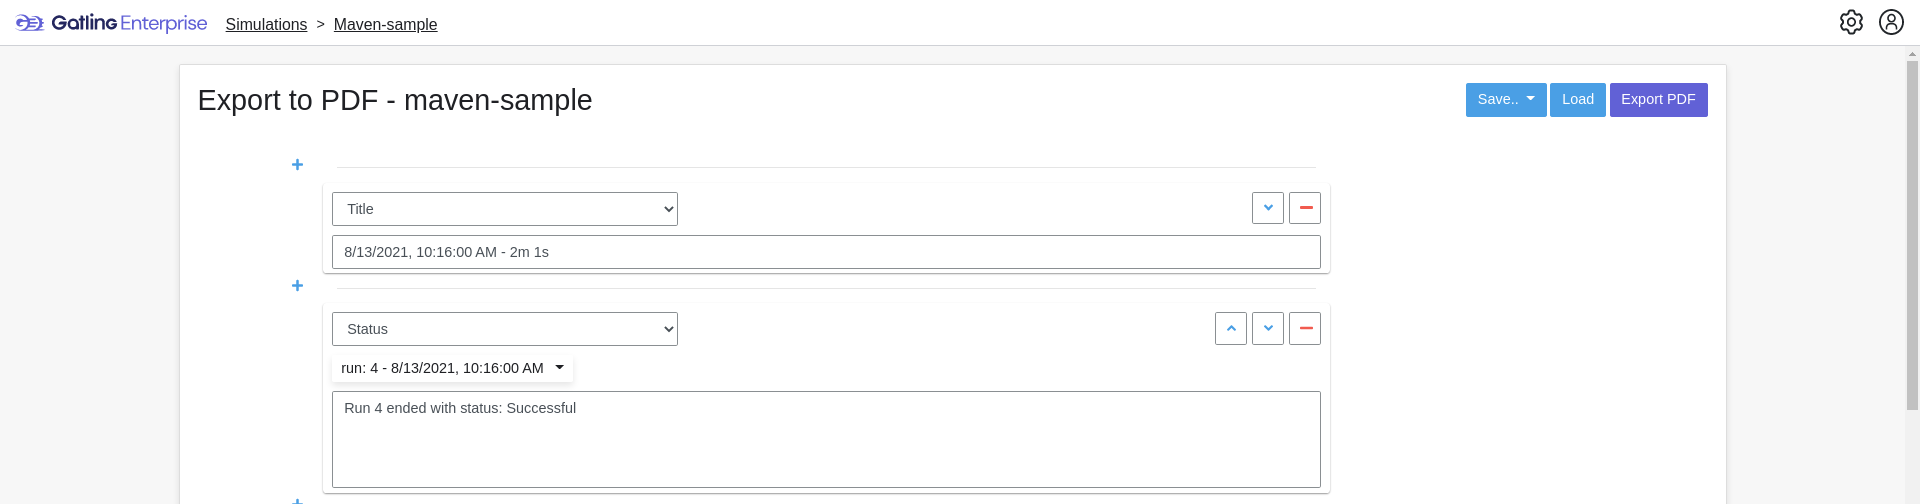 Gatling Enterprise Simulations > Maven-sample
Export to PDF - maven-sample
Save.. Load Export PDF
Title
8/13/2021, 10:16:00 AM - 2m 1s
Status
run: 4 - 8/13/2021, 10:16:00 AM
Run 4 ended with status: Successful